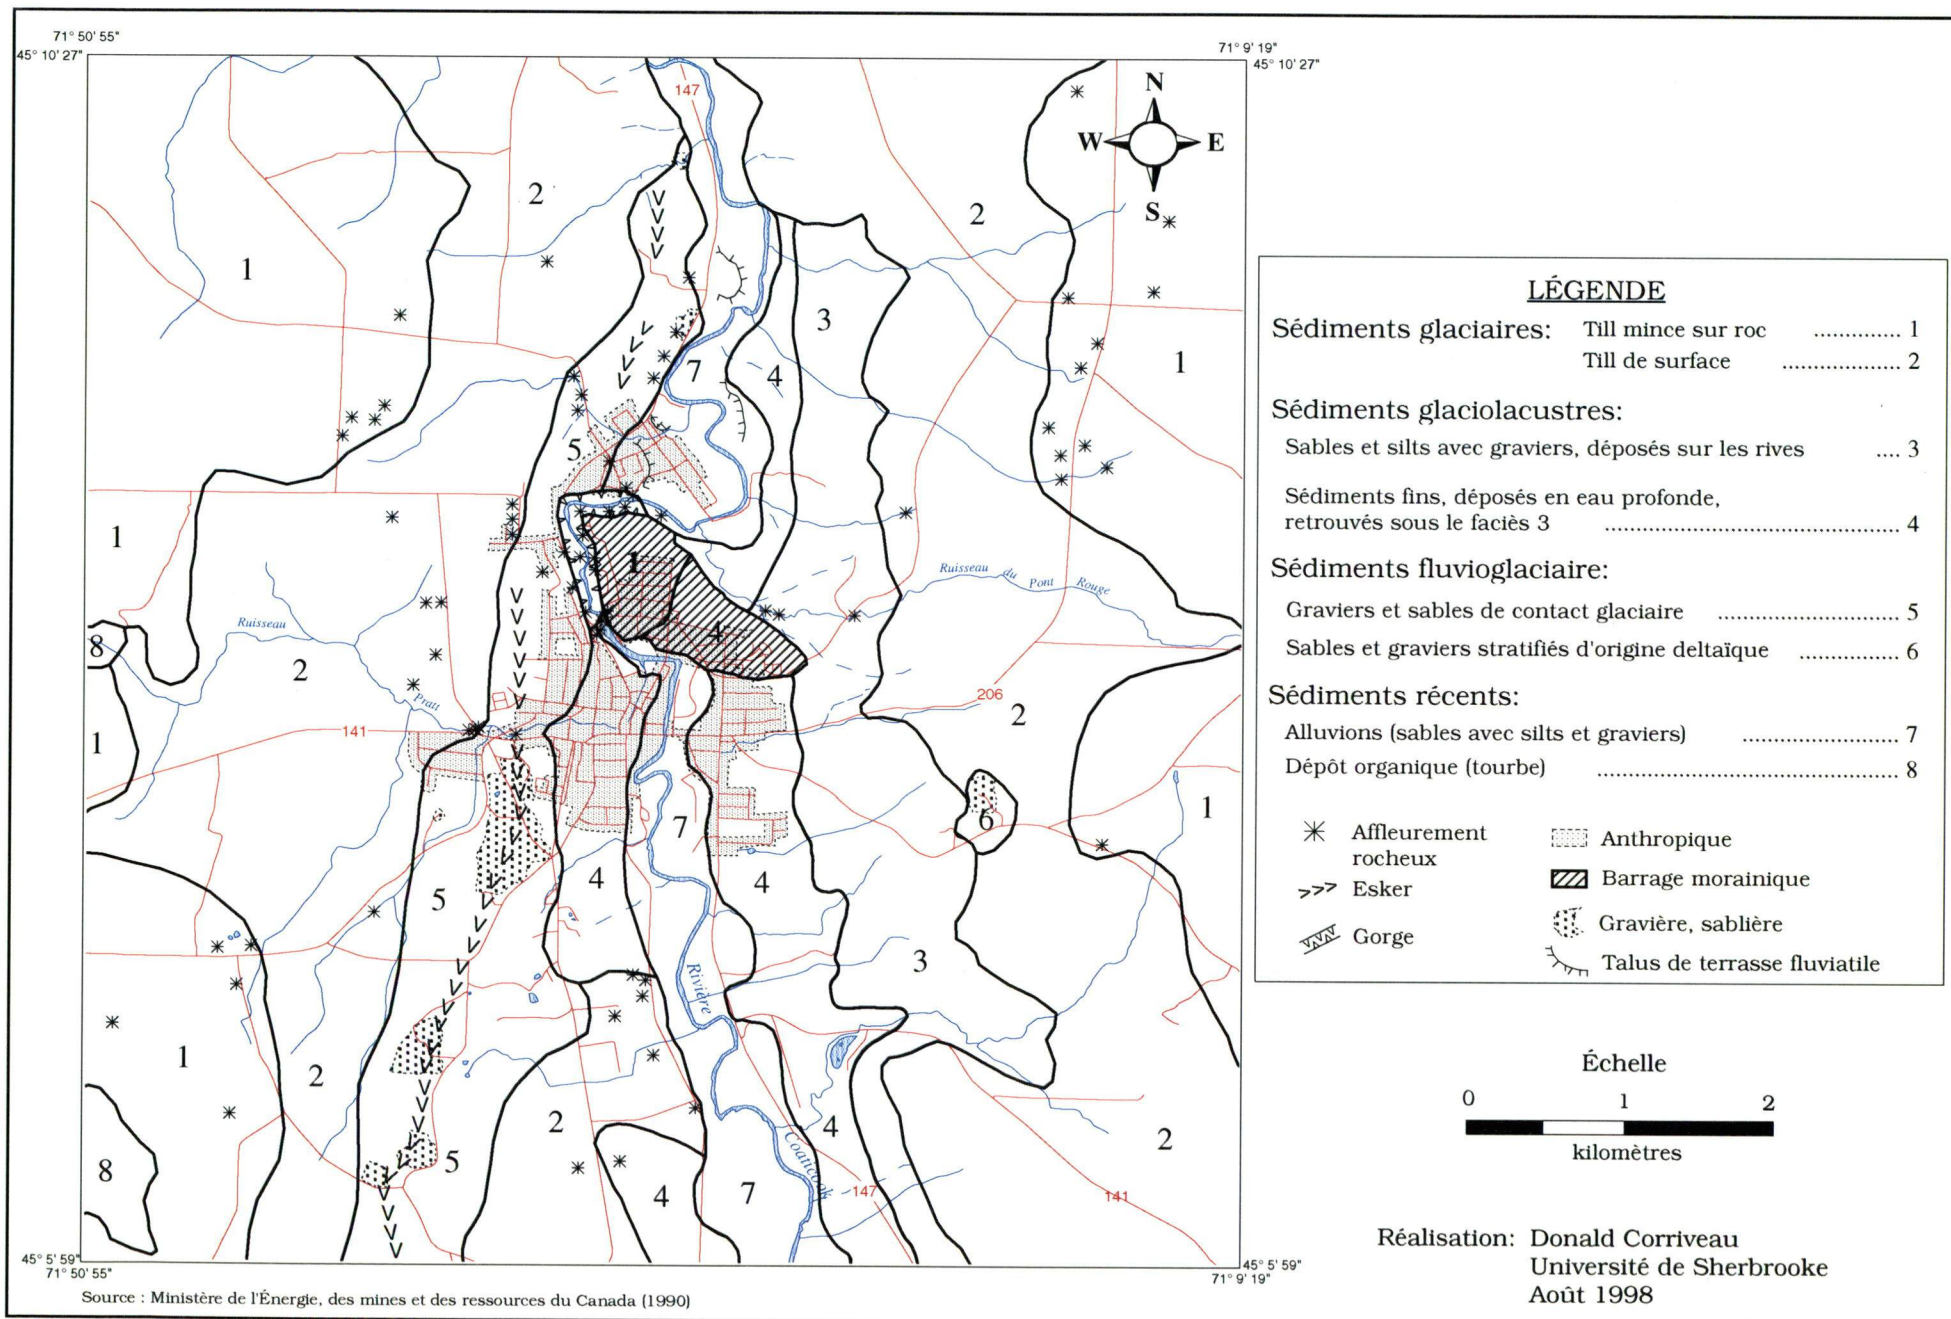 71° 50' 55"
45° 10' 27"
71° 9' 19"
45° 10' 27"
147
N
W E
S
2
2
1
3
1
7
4
5
1
1
Ruisseau du Pont Rouge
8
Ruisseau
2
4
Pratt
206
2
141
1
1
6
7
5
4
4
3
Rivière
1
2
2
4
2
8
5
4
7
Coaticook
147
141
45° 5' 59"
71° 50' 55"
45° 5' 59"
71° 9' 19"
Source : Ministère de l'Énergie, des mines et des ressources du Canada (1990)
LÉGENDE
Sédiments glaciaires: Till mince sur roc ............. 1
Till de surface .................. 2
Sédiments glaciolacustres:
Sables et silts avec graviers, déposés sur les rives .... 3
Sédiments fins, déposés en eau profonde,
retrouvés sous le faciès 3 ............................................. 4
Sédiments fluvioglaciaire:
Graviers et sables de contact glaciaire ........................... 5
Sables et graviers stratifiés d'origine deltaïque ............... 6
Sédiments récents:
Alluvions (sables avec silts et graviers) ....................... 7
Dépôt organique (tourbe) .............................................. 8
Affleurement
rocheux
Esker
Gorge
Anthropique
Barrage morainique
Gravière, sablière
Talus de terrasse fluviatile
Échelle
0 1 2
kilomètres
Réalisation: Donald Corriveau
Université de Sherbrooke
Août 1998